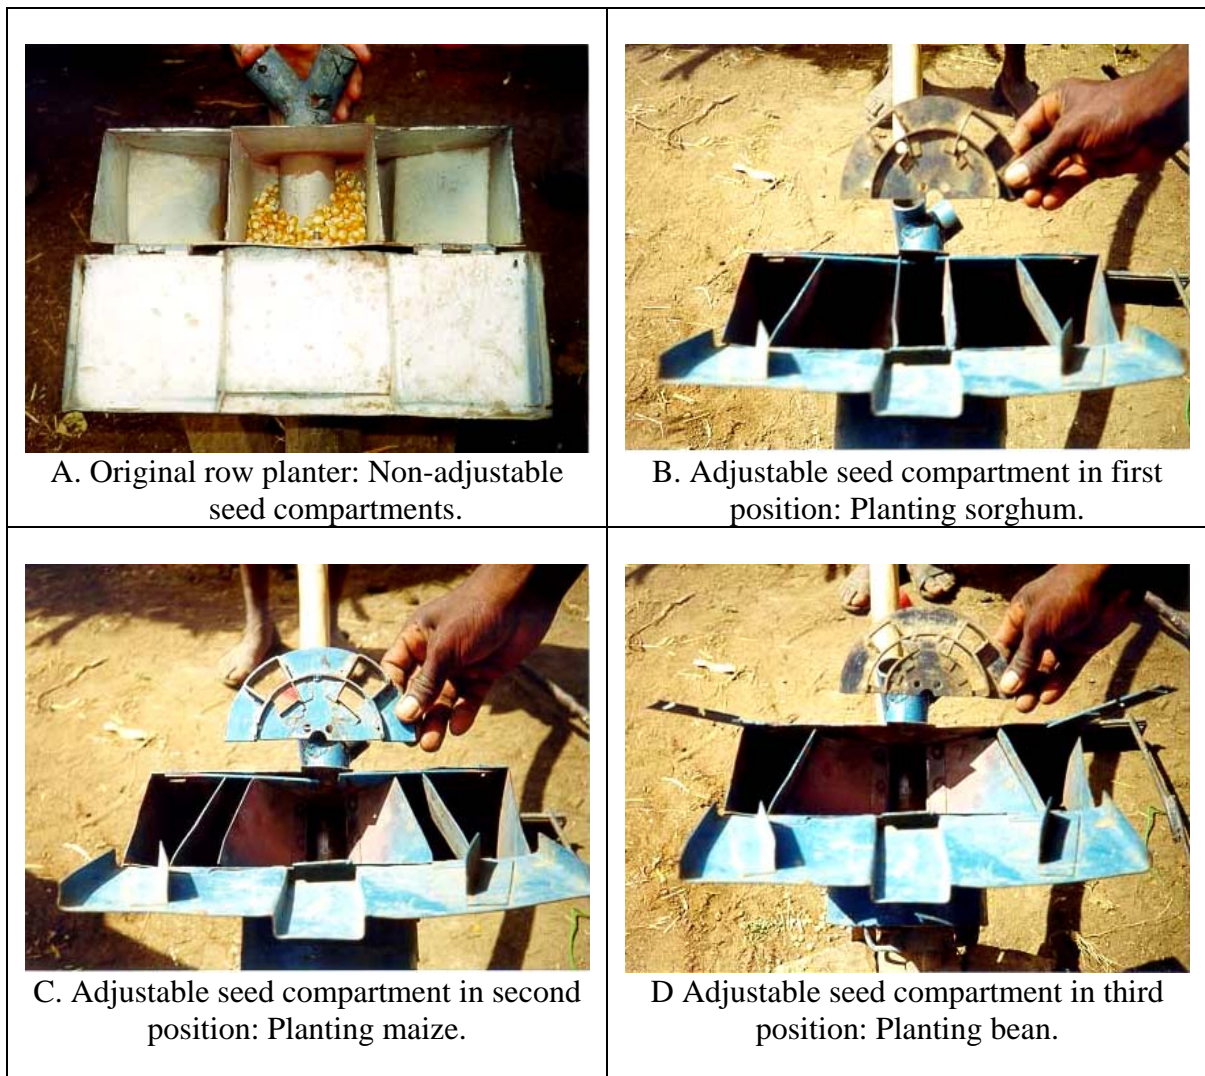 A. Original row planter: Non-adjustable
seed compartments.
B. Adjustable seed compartment in first
position: Planting sorghum.
C. Adjustable seed compartment in second
position: Planting maize.
D Adjustable seed compartment in third
position: Planting bean.